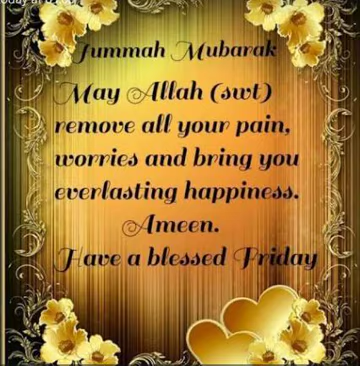 Jummah Mubarak
May Allah (swt)
remove all your pain,
worries and bring you
everlasting happiness.
Ameen.
Have a blessed Friday